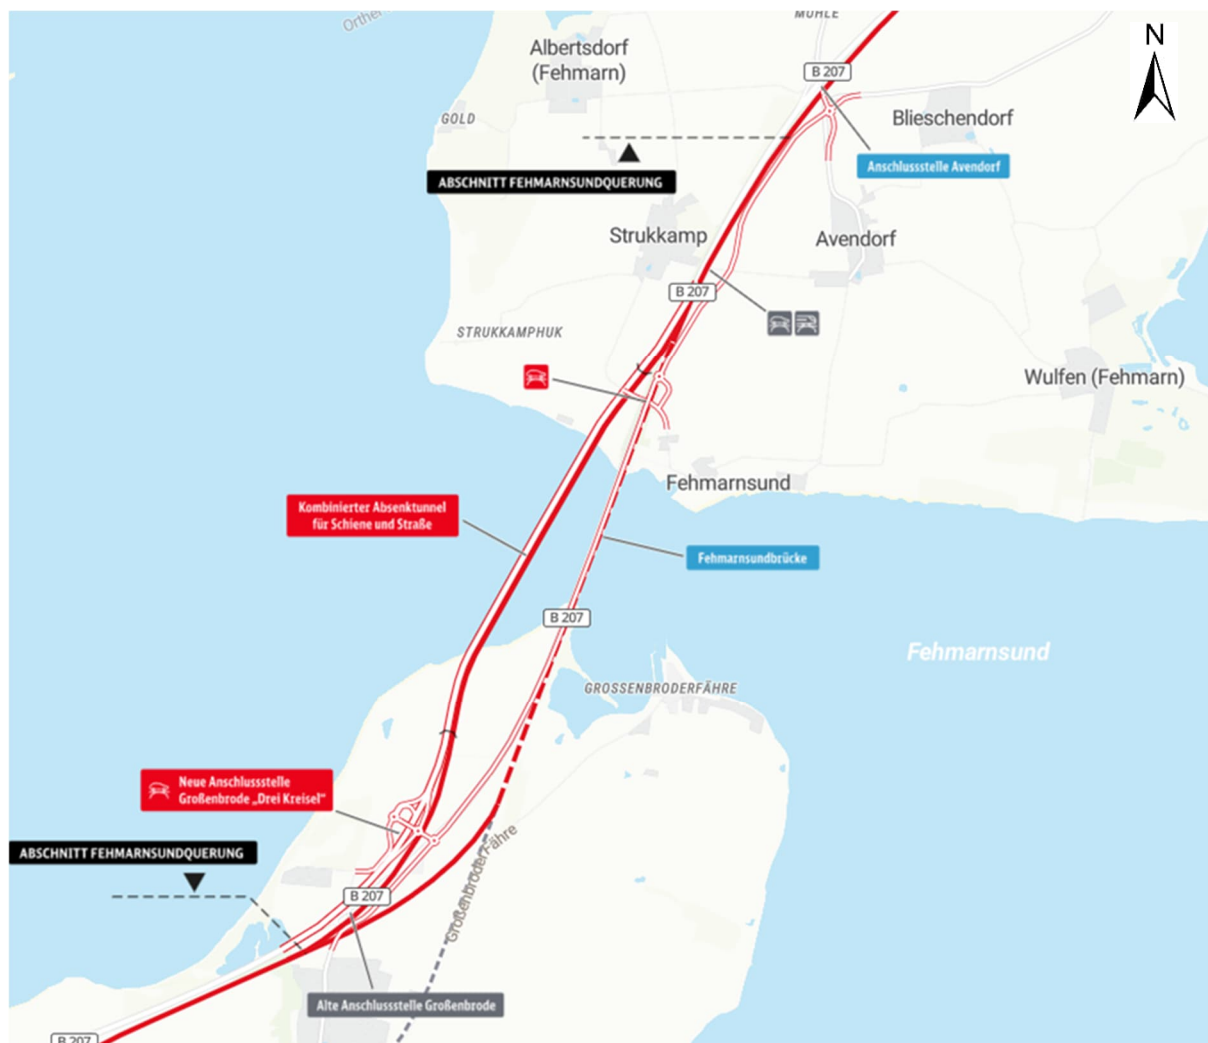 Orther
MÜHLE
N
Albertsdorf
(Fehmarn)
B 207
GOLD
Blieschendorf
Anschlussstelle Avendorf
ABSCHNITT FEHMARNSUNDQUERUNG
Strukkamp
Avendorf
B 207
STRUKKAMPHUK
Wulfen (Fehmarn)
Fehmarnsund
Kombinierter Absenktunnel
für Schiene und Straße
Fehmarnsundbrücke
B 207
Fehmarnsund
GROSSENBRODERFÄHRE
Neue Anschlussstelle
Großenbrode „Drei Kreisel“
Großenbroder Fähre
ABSCHNITT FEHMARNSUNDQUERUNG
B 207
Alte Anschlussstelle Großenbrode
B 207